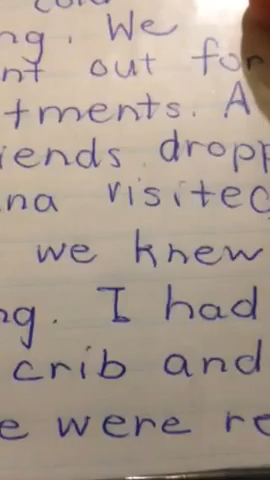 ng. We
nt out for
tments. A
iends dropp
na visited
we knew
ng. I had
crib and
e were re